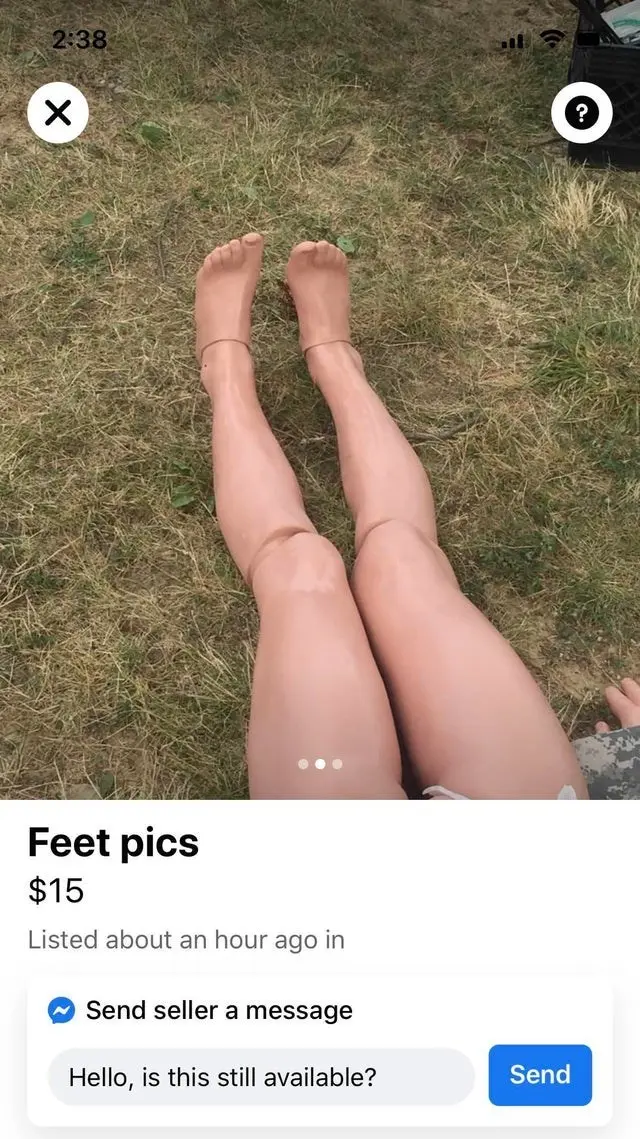 2:38
Feet pics
$15
Listed about an hour ago in
Send seller a message
Hello, is this still available?
Send